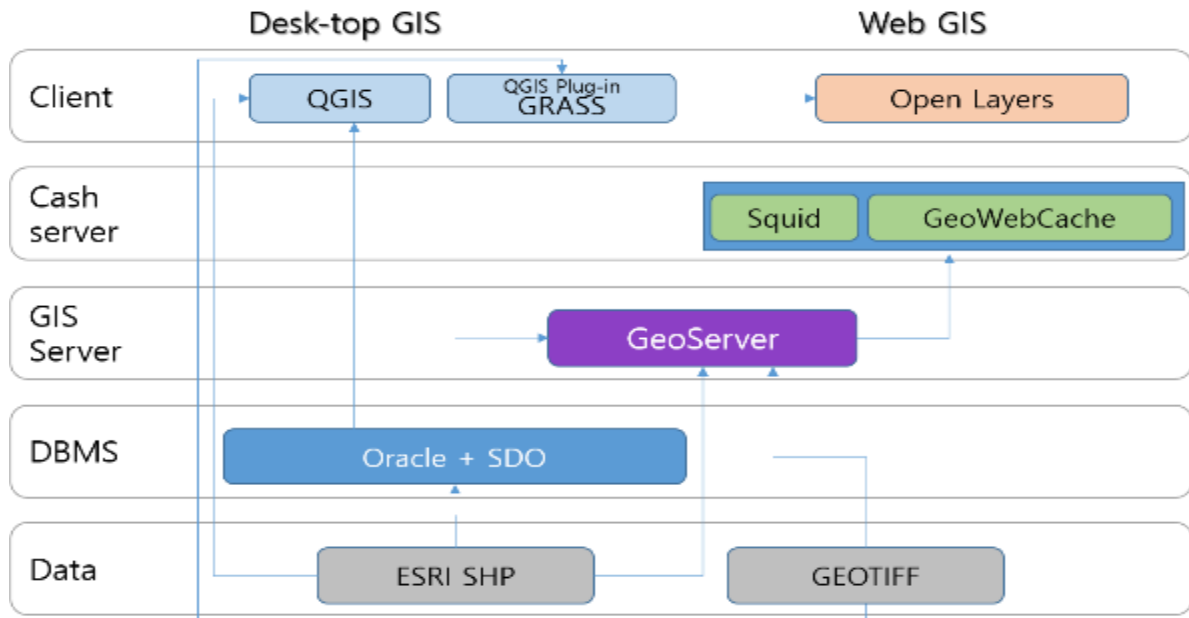 Desk-top GIS
Web GIS
Client
QGIS
QGIS Plug-in
GRASS
Open Layers
Cash
server
Squid
GeoWebCache
GIS
Server
GeoServer
DBMS
Oracle + SDO
Data
ESRI SHP
GEOTIFF